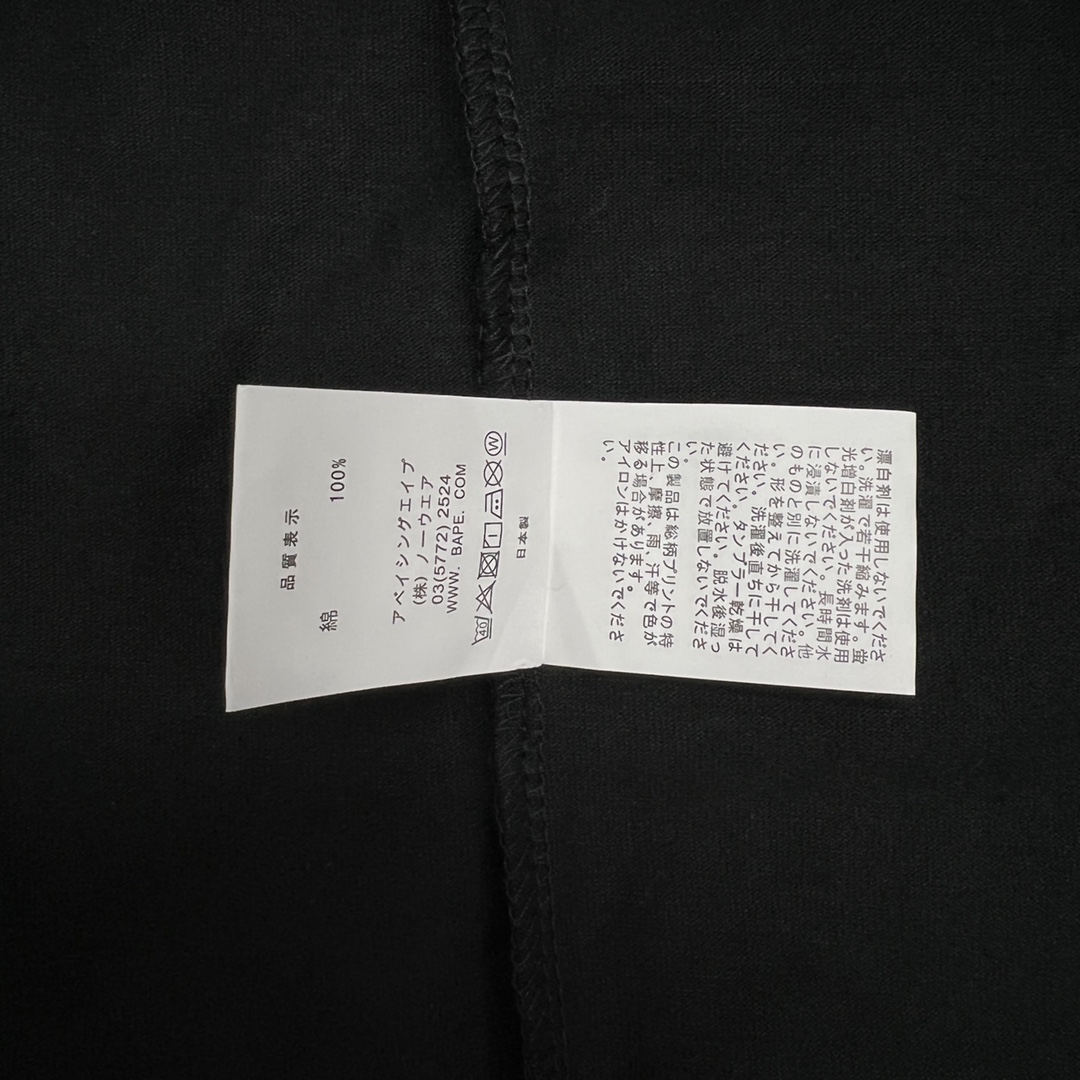 品質表示
綿 100%
アベイシングエイプ
(株)ノーウエア
03(5772)2524
WWW. BAPE. COM
40 1 W
日本製
漂白剤は使用しないでくださ
い。洗濯で若干縮みます。蛍
光増白剤が入った洗剤は使用
しないでください。長時間水
に浸漬しないでください。他
のものと別に洗濯してくださ
い。形を整えてから干してく
ださい。洗濯後直ちに干して
ください。タンブラー乾燥は
避けてください。脱水後湿っ
た状態で放置しないでくださ
い。
この製品は総柄プリントの特
性上、摩擦、雨、汗等で色が
移る場合があります。
アイロンはかけないでくださ
い。